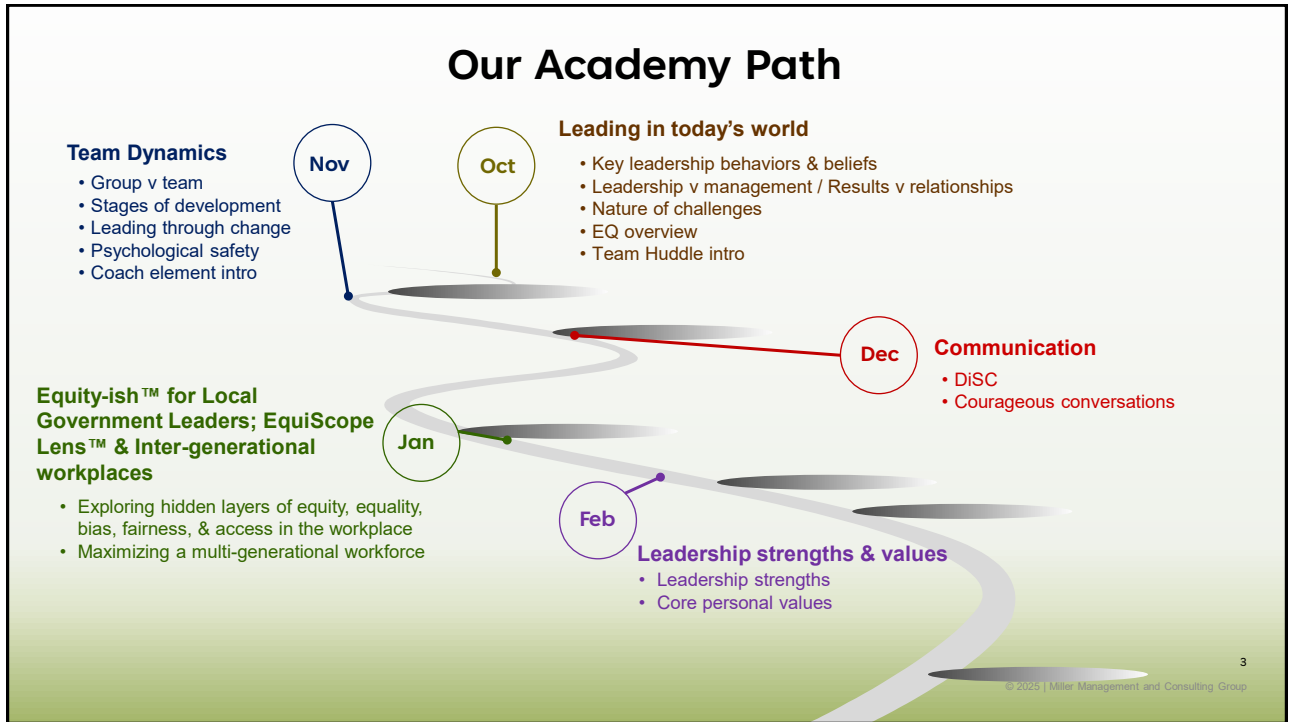 Our Academy Path
Oct
Leading in today’s world
• Key leadership behaviors & beliefs
• Leadership v management / Results v relationships
• Nature of challenges
• EQ overview
• Team Huddle intro
Nov
Team Dynamics
• Group v team
• Stages of development
• Leading through change
• Psychological safety
• Coach element intro
Dec
Communication
• DiSC
• Courageous conversations
Jan
Equity-ish™ for Local
Government Leaders; EquiScope
Lens™ & Inter-generational
workplaces
• Exploring hidden layers of equity, equality,
bias, fairness, & access in the workplace
• Maximizing a multi-generational workforce
Feb
Leadership strengths & values
• Leadership strengths
• Core personal values
3
© 2025 | Miller Management and Consulting Group